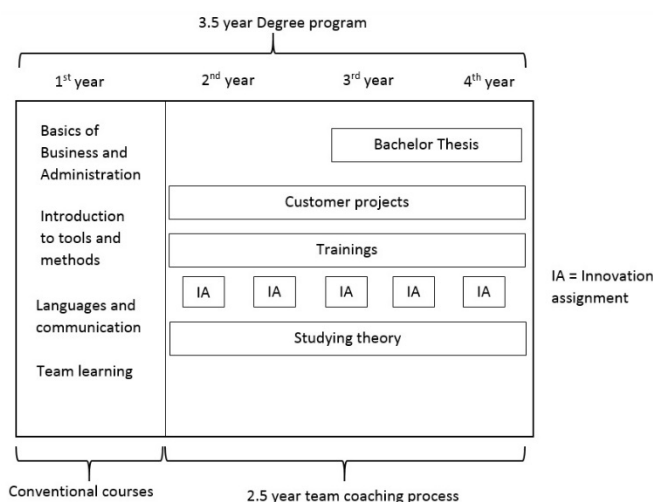 3.5 year Degree program
1st year 2nd year 3rd year 4th year
Basics of
Business and
Administration
Introduction
to tools and
methods
Languages and
communication
Team learning
Bachelor Thesis
Customer projects
Trainings
IA IA IA IA IA
Studying theory
IA = Innovation
assignment
Conventional courses
2.5 year team coaching process